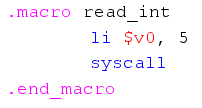 .macro read_int
li $v0, 5
syscall
.end_macro